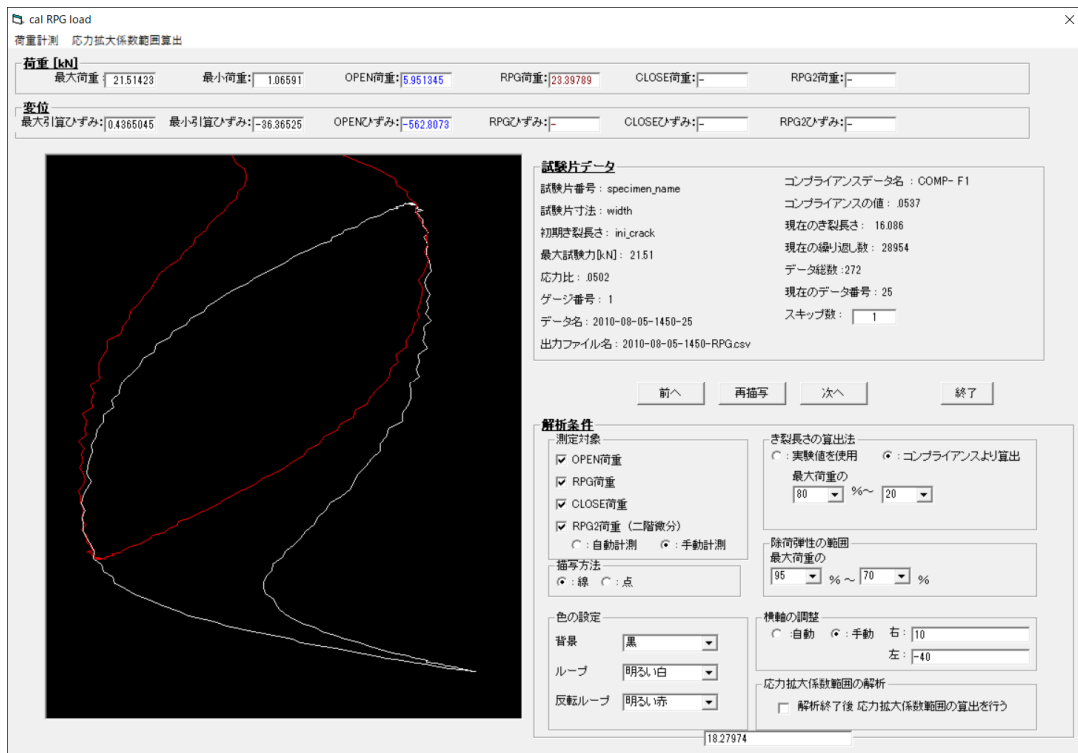 cal RPG load
荷重計測 応力拡大係数範囲算出
荷重 [kN]
最大荷重: 21.51423 最小荷重: 1.06591 OPEN荷重: 5.951345 RPG荷重: 23.39789 CLOSE荷重: - RPG2荷重: -
変位
最大引算ひずみ: 0.4365045 最小引算ひずみ: -36.36525 OPENひずみ: -562.8073 RPGひずみ: - CLOSEひずみ: - RPG2ひずみ: -
試験片データ
試験片番号: specimen_name
試験片寸法: width
初期き裂長さ: ini_crack
最大試験力[kN]: 21.51
応力比: .0502
ゲージ番号: 1
データ名: 2010-08-05-1450-25
出力ファイル名: 2010-08-05-1450-RPG.csv
コンプライアンスデータ名 : COMP- F1
コンプライアンスの値: .0537
現在のき裂長さ: 16.086
現在の繰り返し数: 28954
データ総数:272
現在のデータ番号: 25
スキップ数: 1
前へ 再描写 次へ 終了
解析条件
測定対象
OPEN荷重
RPG荷重
CLOSE荷重
RPG2荷重 (二階微分)
:自動計測 :手動計測
描写方法
:線 :点
色の設定
背景 黒
ループ 明るい白
反転ループ 明るい赤
き裂長さの算出法
:実験値を使用 :コンプライアンスより算出
最大荷重の
80 %~ 20
除荷弾性の範囲
最大荷重の
95 % ~ 70 %
横軸の調整
:自動 :手動 右: 10
左: -40
応力拡大係数範囲の解析
解析終了後 応力拡大係数範囲の算出を行う
18.27974